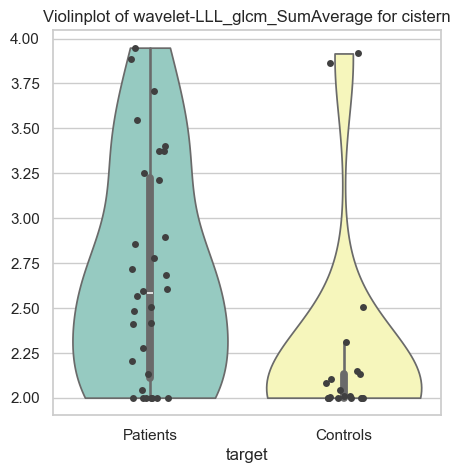 Violinplot of wavelet-LLL_glcm_SumAverage for cistern
4.00
3.75
3.50
3.25
3.00
2.75
2.50
2.25
2.00
Patients
Controls
target